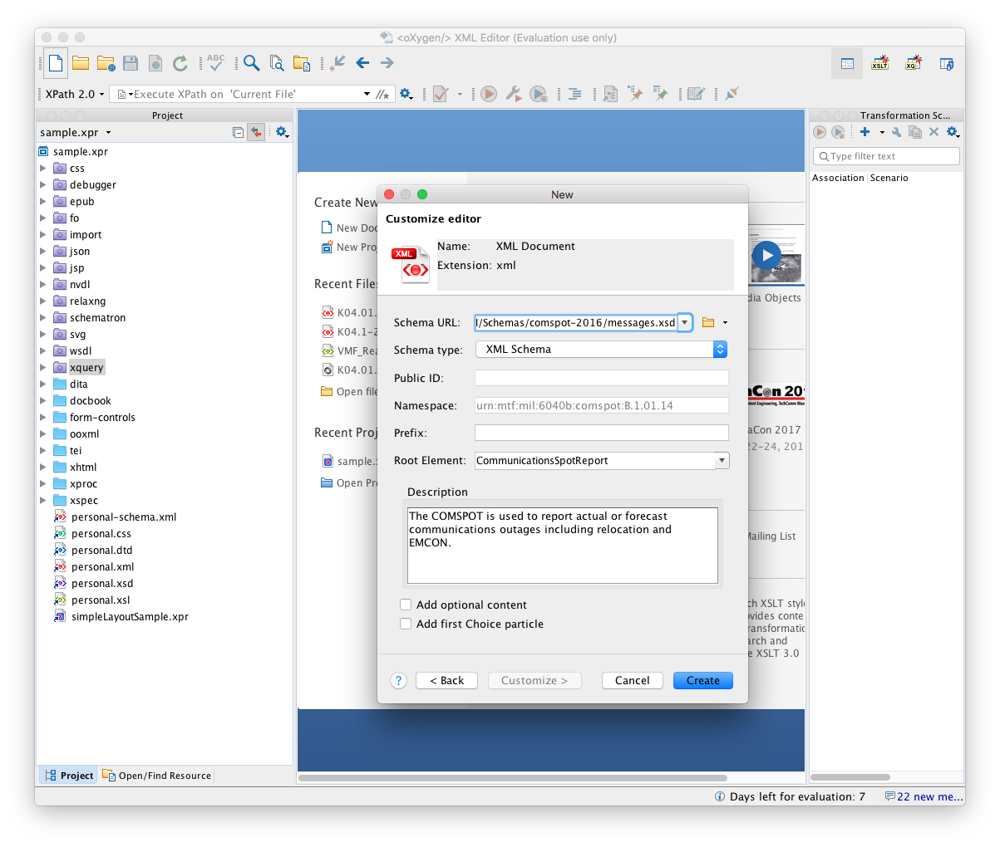 <oXygen/> XML Editor (Evaluation use only)
ABC
XSLT
XQ
XPath 2.0
Execute XPath on 'Current File'
Project
sample.xpr
sample.xpr
css
debugger
epub
fo
import
json
jsp
nvdl
relaxng
schematron
svg
wsdl
xquery
dita
docbook
form-controls
ooxml
tei
xhtml
xproc
xspec
personal-schema.xml
personal.css
personal.dtd
personal.xml
personal.xsd
personal.xsl
simpleLayoutSample.xpr
Project
Open/Find Resource
Create New
New Doc
New Proj
Recent File
K04.01.
K04.1-2
VMF_Rea
K04.01.
Open file
Recent Proj
sample.
Open Pr
New
Customize editor
XML
Name: XML Document
Extension: xml
Schema URL: l/Schemas/comspot-2016/messages.xsd
Schema type: XML Schema
Public ID:
Namespace: urn:mtf:mil:6040b:comspot:B.1.01.14
Prefix:
Root Element: CommunicationsSpotReport
Description
The COMSPOT is used to report actual or forecast
communications outages including relocation and
EMCON.
Add optional content
Add first Choice particle
?
< Back
Customize >
Cancel
Create
dia Objects
aCon 20
ntent Engineering, TechComm Man
aCon 2017
22-24, 201
Mailing List
ch XSLT style
ovides conte
ransformatic
arch and
e XSLT 3.0
Transformation Sc...
Type filter text
Association Scenario
Days left for evaluation: 7
22 new me...